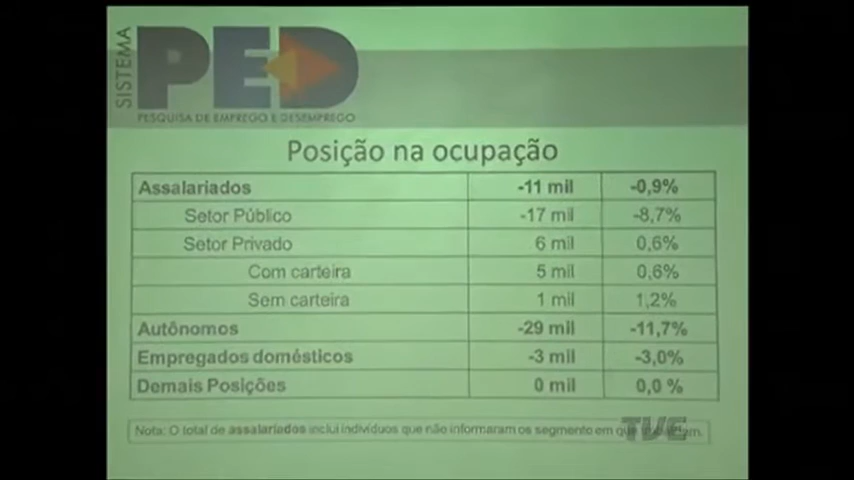 SISTEMA
PED
PESQUISA DE EMPREGO E DESEMPREGO
Posição na ocupação
Assalariados -11 mil -0,9%
Setor Público -17 mil -8,7%
Setor Privado 6 mil 0,6%
Com carteira 5 mil 0,6%
Sem carteira 1 mil 1,2%
Autônomos -29 mil -11,7%
Empregados domésticos -3 mil -3,0%
Demais Posições 0 mil 0,0 %
Nota: O total de assalariados inclui indivíduos que não informaram os segmento em que
TVE